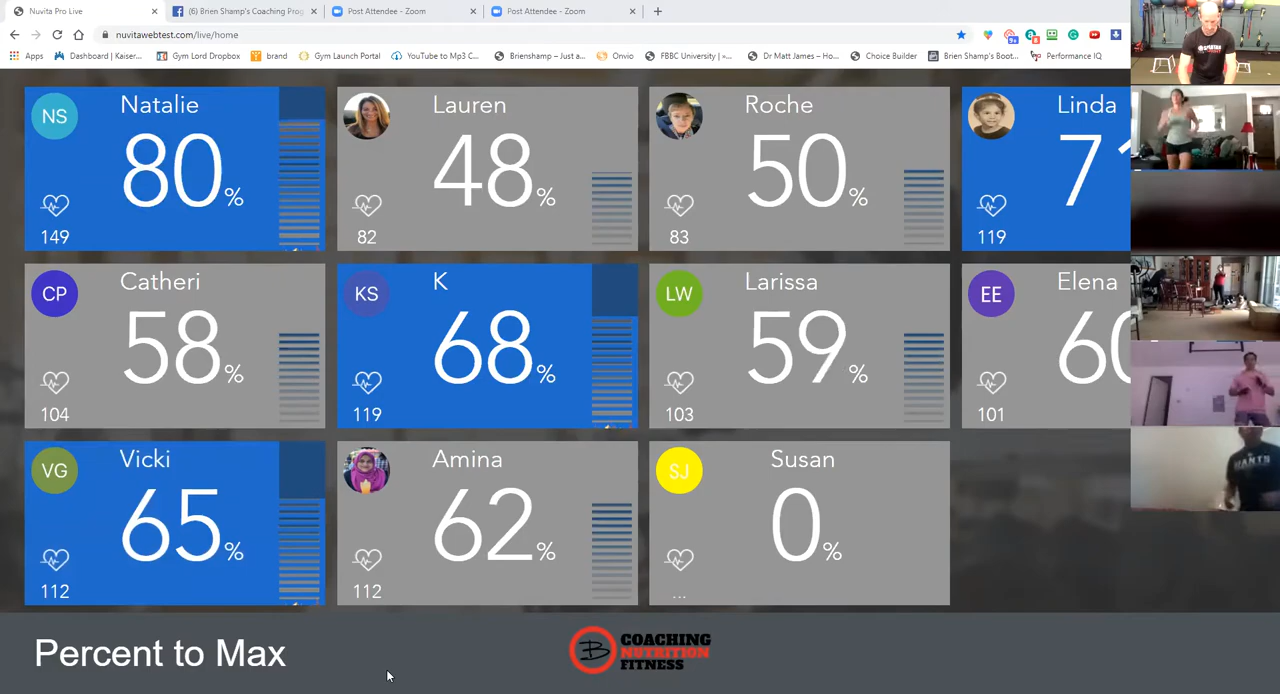 Nuvita Pro Live
(6) Brien Shamp's Coaching Prog
Post Attendee - Zoom
Post Attendee - Zoom
nuvitawebtest.com/live/home
Apps
Dashboard | Kaiser...
Gym Lord Dropbox
brand
Gym Launch Portal
YouTube to Mp3 C...
Brienshamp – Just a...
Onvio
FBBC University | »...
Dr Matt James – Ho...
Choice Builder
Brien Shamp's Boot...
Performance IQ
NS Natalie
80%
149
Lauren
48%
82
Roche
50%
83
Linda
71
119
CP Catheri
58%
104
KS K
68%
119
LW Larissa
59%
103
EE Elena
60
101
VG Vicki
65%
112
Amina
62%
112
SJ Susan
0%
...
Percent to Max
B COACHING
NUTRITION
FITNESS